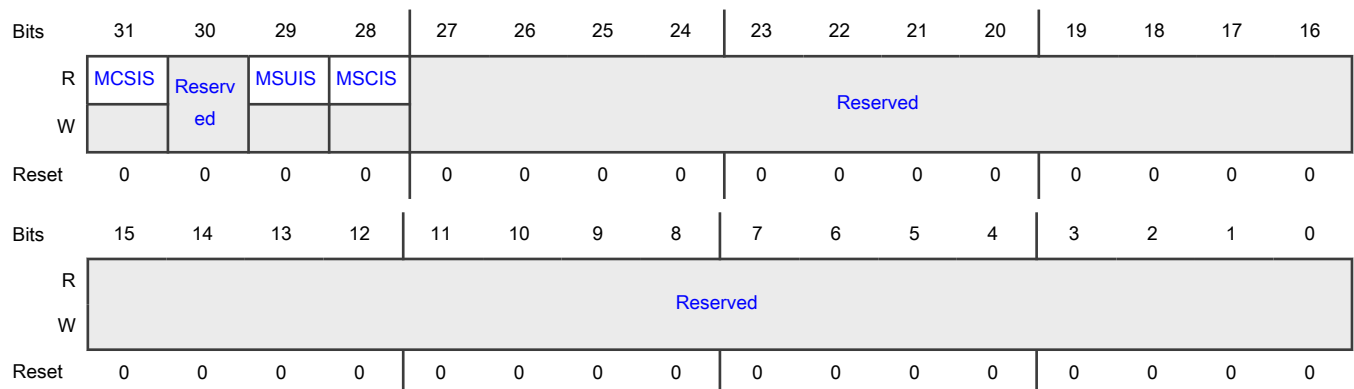 Bits 31 30 29 28 27 26 25 24 23 22 21 20 19 18 17 16
R MCSIS Reserv MSUIS MSCIS Reserved
W ed
Reset 0 0 0 0 0 0 0 0 0 0 0 0 0 0 0 0
Bits 15 14 13 12 11 10 9 8 7 6 5 4 3 2 1 0
R
Reserved
W
Reset 0 0 0 0 0 0 0 0 0 0 0 0 0 0 0 0